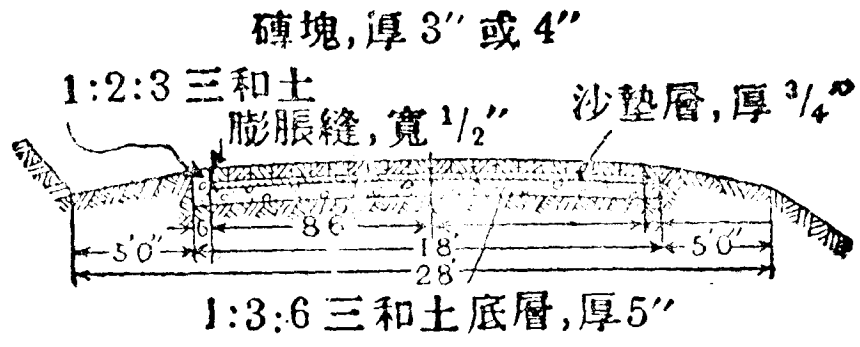 磚塊,厚 3" 或 4"
1:2:3 三和土
膨脹縫,寬 1/2"
沙墊層,厚 3/4"
6 8'6"
5'0" 18' 5'0"
28'
1:3:6 三和土底層,厚5"